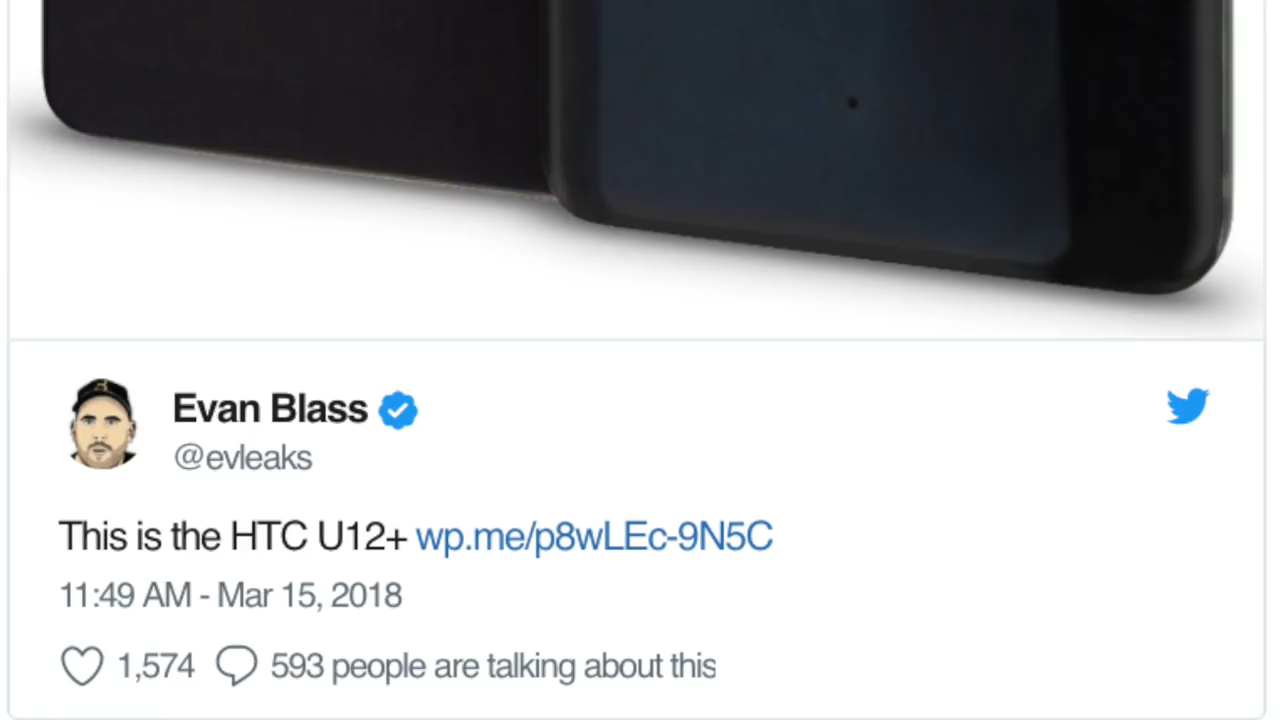 Evan Blass
@evleaks
This is the HTC U12+ wp.me/p8wLEc-9N5C
11:49 AM - Mar 15, 2018
1,574 593 people are talking about this